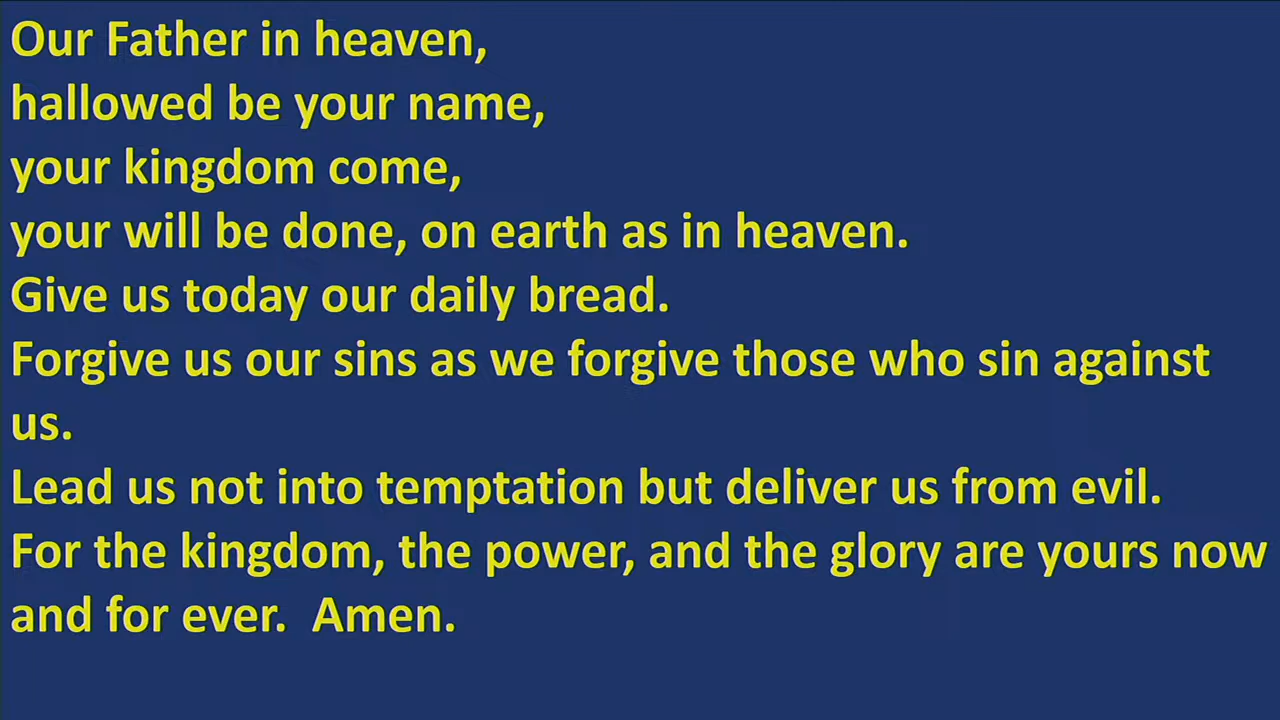 Our Father in heaven,
hallowed be your name,
your kingdom come,
your will be done, on earth as in heaven.
Give us today our daily bread.
Forgive us our sins as we forgive those who sin against
us.
Lead us not into temptation but deliver us from evil.
For the kingdom, the power, and the glory are yours now
and for ever.  Amen.